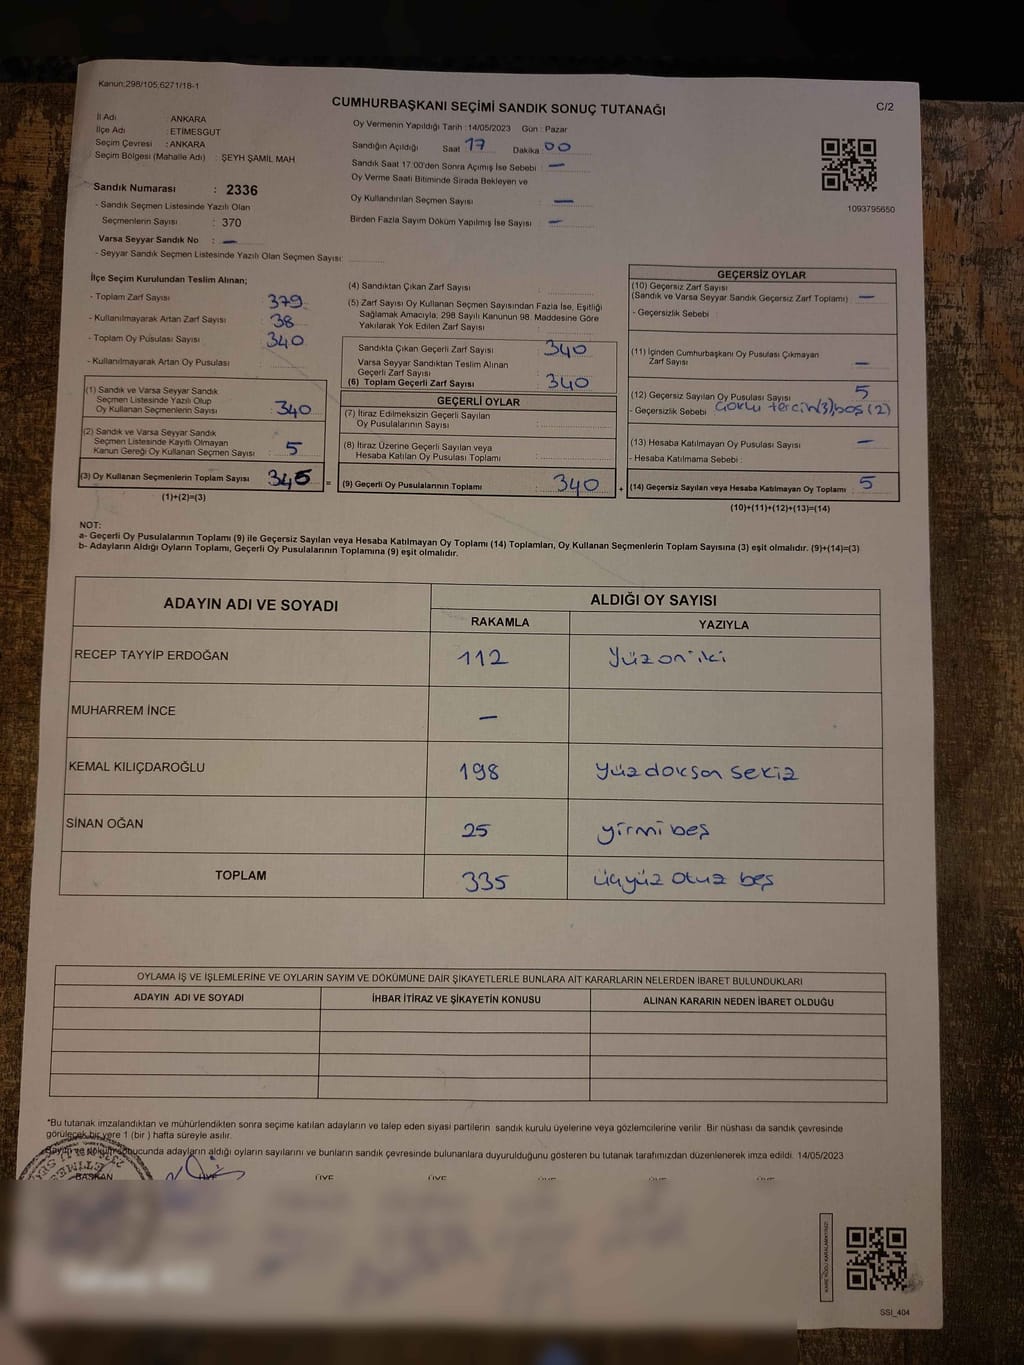 Kanun:298/105,6271/18-1
CUMHURBAŞKANI SEÇİMİ SANDIK SONUÇ TUTANAĞI
C/2
İl Adı ANKARA
İlçe Adı : ETİMESGUT
Seçim Çevresi : ANKARA
Seçim Bölgesi (Mahalle Adı) : ŞEYH ŞAMİL MAH
Sandık Numarası : 2336
- Sandık Seçmen Listesinde Yazılı Olan
Seçmenlerin Sayısı : 370
Varsa Seyyar Sandık No : —
- Seyyar Sandık Seçmen Listesinde Yazılı Olan Seçmen Sayısı:
Oy Vermenin Yapıldığı Tarih : 14/05/2023 Gün : Pazar
Sandığın Açıldığı Saat 17 Dakika 00
Sandık Saat 17:00'den Sonra Açımış İse Sebebi : —
Oy Verme Saati Bitiminde Sırada Bekleyen ve
Oy Kullandırılan Seçmen Sayısı : —
Birden Fazla Sayım Döküm Yapılmış İse Sayısı : —
1093795650
İlçe Seçim Kurulundan Teslim Alınan;
- Toplam Zarf Sayısı 379
- Kullanılmayarak Artan Zarf Sayısı : 38
- Toplam Oy Pusulası Sayısı : 340
- Kullanılmayarak Artan Oy Pusulası :
(1) Sandık ve Varsa Seyyar Sandık
Seçmen Listesinde Yazılı Olup
Oy Kullanan Seçmenlerin Sayısı : 340
(2) Sandık ve Varsa Seyyar Sandık
Seçmen Listesinde Kayıtlı Olmayan
Kanun Gereği Oy Kullanan Seçmen Sayısı : 5
(3) Oy Kullanan Seçmenlerin Toplam Sayısı 345 =
(1)+(2)=(3)
(4) Sandıktan Çıkan Zarf Sayısı :
(5) Zarf Sayısı Oy Kullanan Seçmen Sayısından Fazla İse, Eşitliği
Sağlamak Amacıyla; 298 Sayılı Kanunun 98. Maddesine Göre
Yakılarak Yok Edilen Zarf Sayısı :
Sandıkta Çıkan Geçerli Zarf Sayısı : 340
Varsa Seyyar Sandıktan Teslim Alınan
Geçerli Zarf Sayısı :
(6) Toplam Geçerli Zarf Sayısı : 340
GEÇERLİ OYLAR
(7) İtiraz Edilmeksizin Geçerli Sayılan
Oy Pusulalarının Sayısı :
(8) İtiraz Üzerine Geçerli Sayılan veya
Hesaba Katılan Oy Pusulası Toplamı :
(9) Geçerli Oy Pusulalarının Toplamı : 340 +
GEÇERSİZ OYLAR
(10) Geçersiz Zarf Sayısı
(Sandık ve Varsa Seyyar Sandık Geçersiz Zarf Toplamı) : —
- Geçersizlik Sebebi :
(11) İçinden Cumhurbaşkanı Oy Pusulası Çıkmayan
Zarf Sayısı : —
(12) Geçersiz Sayılan Oy Pusulası Sayısı : 5
- Geçersizlik Sebebi : Çoklu tercih(3) boş (2)
(13) Hesaba Katılmayan Oy Pusulası Sayısı : —
- Hesaba Katılmama Sebebi :
(14) Geçersiz Sayılan veya Hesaba Katılmayan Oy Toplamı : 5
(10)+(11)+(12)+(13)=(14)
NOT:
a- Geçerli Oy Pusulalarının Toplamı (9) ile Geçersiz Sayılan veya Hesaba Katılmayan Oy Toplamı (14) Toplamları, Oy Kullanan Seçmenlerin Toplam Sayısına (3) eşit olmalıdır. (9)+(14)=(3)
b- Adayların Aldığı Oyların Toplamı, Geçerli Oy Pusulalarının Toplamına (9) eşit olmalıdır.
ADAYIN ADI VE SOYADI ALDIĞI OY SAYISI
RAKAMLA YAZIYLA
RECEP TAYYİP ERDOĞAN 112 Yüz on iki
MUHARREM İNCE —
KEMAL KILIÇDAROĞLU 198 Yüz doksan sekiz
SİNAN OĞAN 25 yirmi beş
TOPLAM 335 üçyüz otuz beş
OYLAMA İŞ VE İŞLEMLERİNE VE OYLARIN SAYIM VE DÖKÜMÜNE DAİR ŞİKAYETLERLE BUNLARA AİT KARARLARIN NELERDEN İBARET BULUNDUKLARI
ADAYIN ADI VE SOYADI İHBAR İTİRAZ VE ŞİKAYETİN KONUSU ALINAN KARARIN NEDEN İBARET OLDUĞU
*Bu tutanak imzalandıktan ve mühürlendikten sonra seçime katılan adayların ve talep eden siyasi partilerin sandık kurulu üyelerine veya gözlemcilerine verilir. Bir nüshası da sandık çevresinde
görülecek bir yere 1 (bir ) hafta süreyle asılır.
Sayım ve döküm sonucunda adayların aldığı oyların sayılarını ve bunların sandık çevresinde bulunanlara duyurulduğunu gösteren bu tutanak tarafımızdan düzenlenerek imza edildi. 14/05/2023
BAŞKAN ÜYE ÜYE ÜYE ÜYE ÜYE ÜYE
SSİ_404